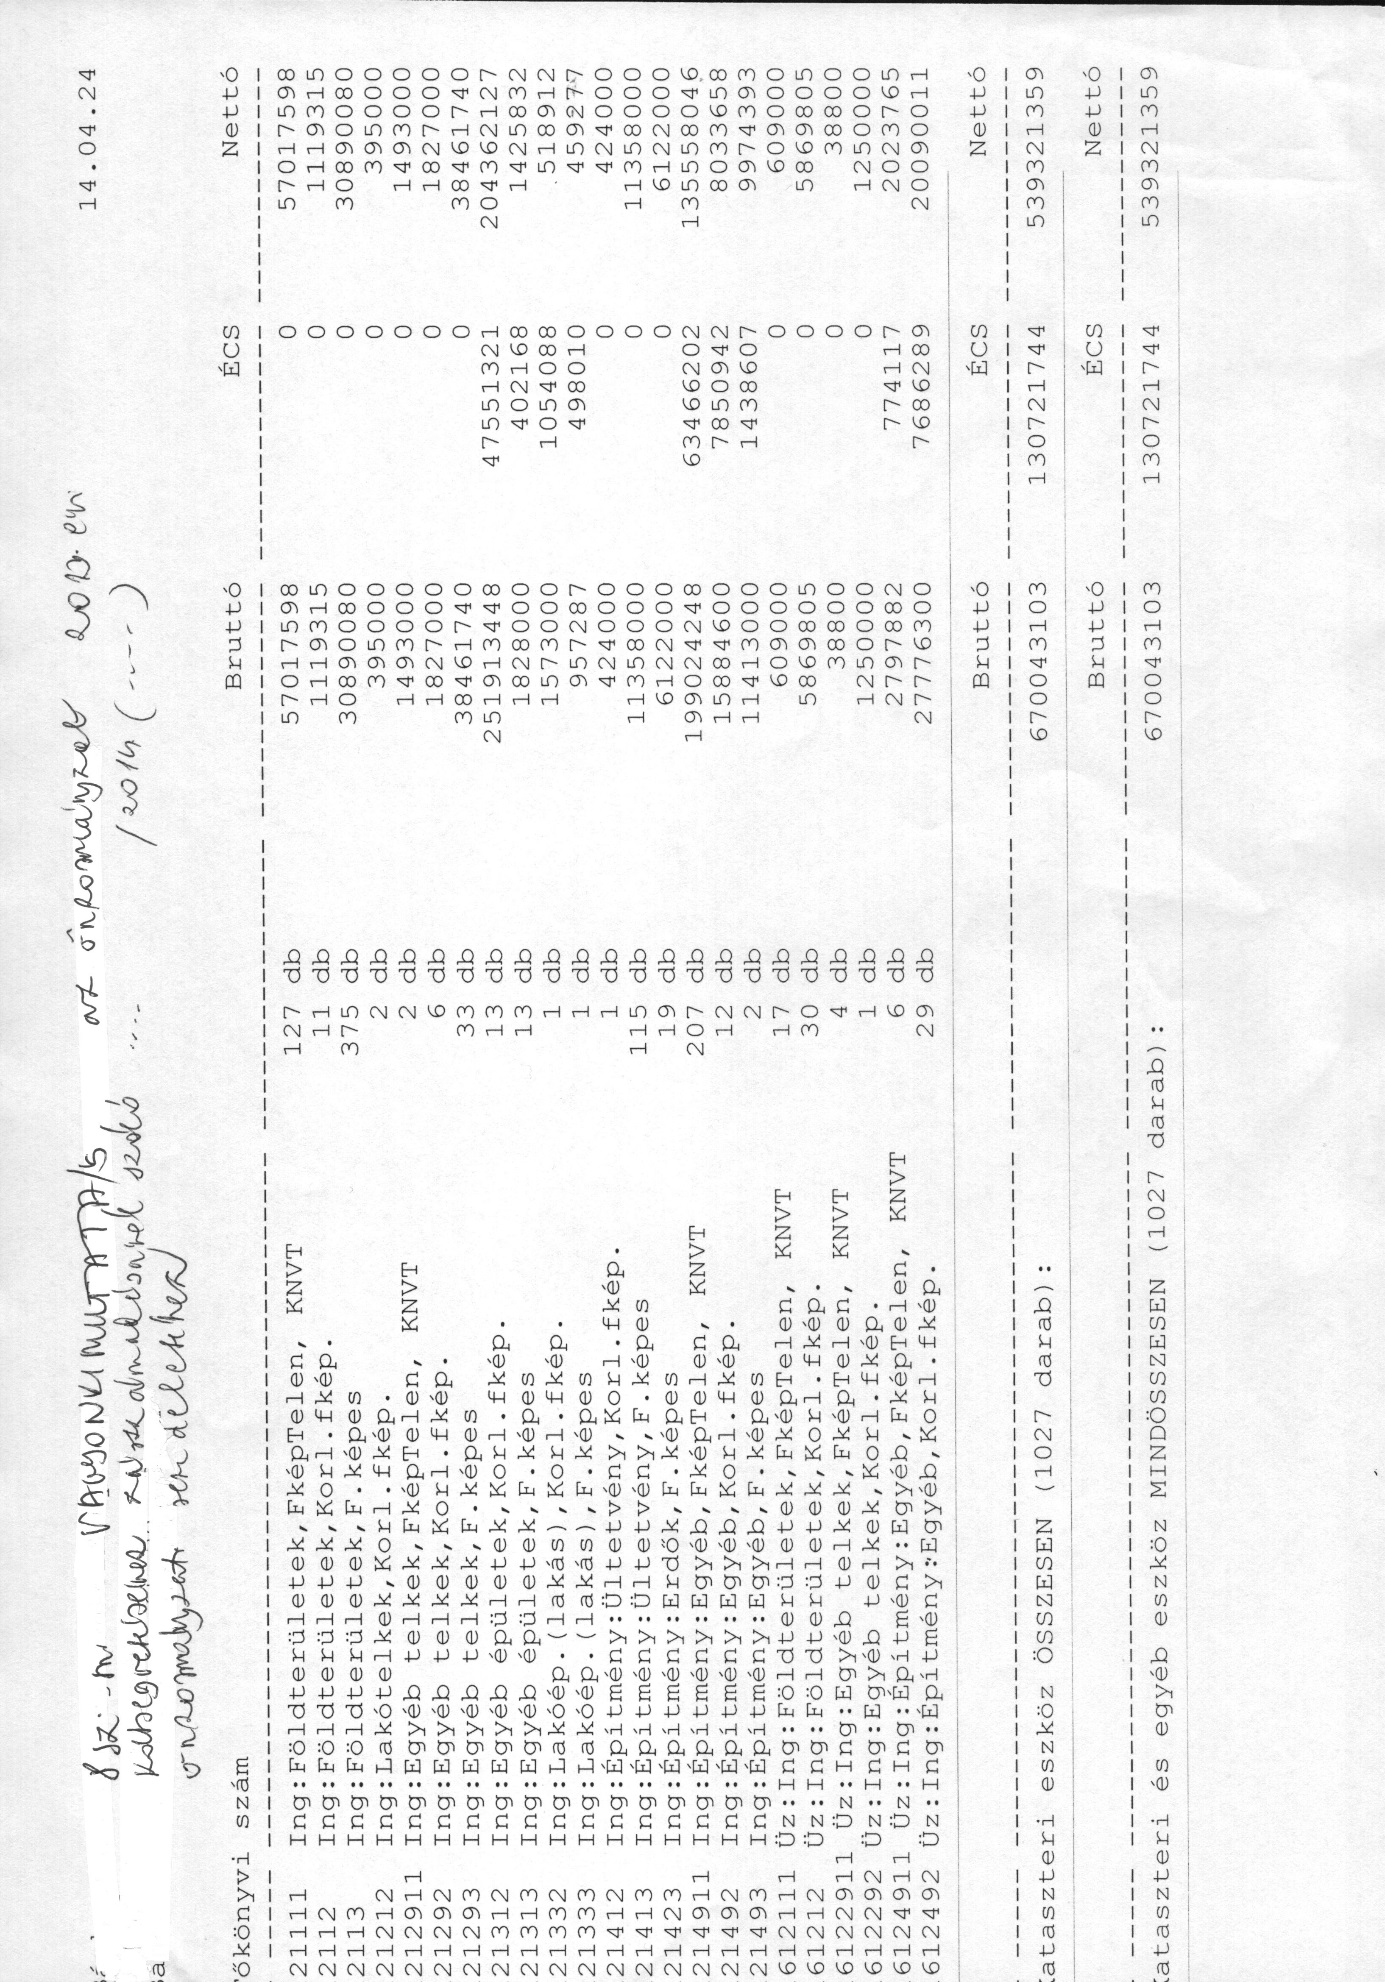 14.04.24
8 sz.-m VAGYONKIMUTATÁS az önkormányzat évi
költségvetésének szóló .... /2014 (....)
önkormányzati rendelethez
őkönyvi szám Bruttó ÉCS Nettó
21111 Ing:Földterületek,FképTelen, KNVT 127 db 57017598 0 57017598
2112 Ing:Földterületek,Korl.fkép. 11 db 1119315 0 1119315
2113 Ing:Földterületek,F.képes 375 db 30890080 0 30890080
21212 Ing:Lakótelkek,Korl.fkép. 2 db 395000 0 395000
212911 Ing:Egyéb telkek,FképTelen, KNVT 2 db 1493000 0 1493000
21292 Ing:Egyéb telkek,Korl.fkép. 6 db 1827000 0 1827000
21293 Ing:Egyéb telkek,F.képes 33 db 38461740 0 38461740
21312 Ing:Egyéb épületek,Korl.fkép. 13 db 251913448 47551321 204362127
21313 Ing:Egyéb épületek,F.képes 13 db 1828000 402168 1425832
21332 Ing:Lakóép.(lakás),Korl.fkép. 1 db 1573000 1054088 518912
21333 Ing:Lakóép.(lakás),F.képes 1 db 957287 498010 459277
21412 Ing:Építmény:Ültetvény,Korl.fkép. 1 db 424000 0 424000
21413 Ing:Építmény:Ültetvény,F.képes 115 db 11358000 0 11358000
21423 Ing:Építmény:Erdők,F.képes 19 db 6122000 0 6122000
214911 Ing:Építmény:Egyéb,FképTelen, KNVT 207 db 199024248 63466202 135558046
21492 Ing:Építmény:Egyéb,Korl.fkép. 12 db 15884600 7850942 8033658
21493 Ing:Építmény:Egyéb,F.képes 2 db 11413000 1438607 9974393
612111 Üz:Ing:Földterületek,FképTelen, KNVT 17 db 609000 0 609000
61212 Üz:Ing:Földterületek,Korl.fkép. 30 db 5869805 0 5869805
6122911 Üz:Ing:Egyéb telkek,FképTelen, KNVT 4 db 38800 0 38800
612292 Üz:Ing:Egyéb telkek,Korl.fkép. 1 db 1250000 0 1250000
6124911 Üz:Ing:Építmény:Egyéb,FképTelen, KNVT 6 db 2797882 774117 2023765
612492 Üz:Ing:Építmény:Egyéb,Korl.fkép. 29 db 27776300 7686289 20090011
Bruttó ÉCS Nettó
ataszteri eszköz ÖSSZESEN (1027 darab): 670043103 130721744 539321359
Bruttó ÉCS Nettó
ataszteri és egyéb eszköz MINDÖSSZESEN (1027 darab): 670043103 130721744 539321359